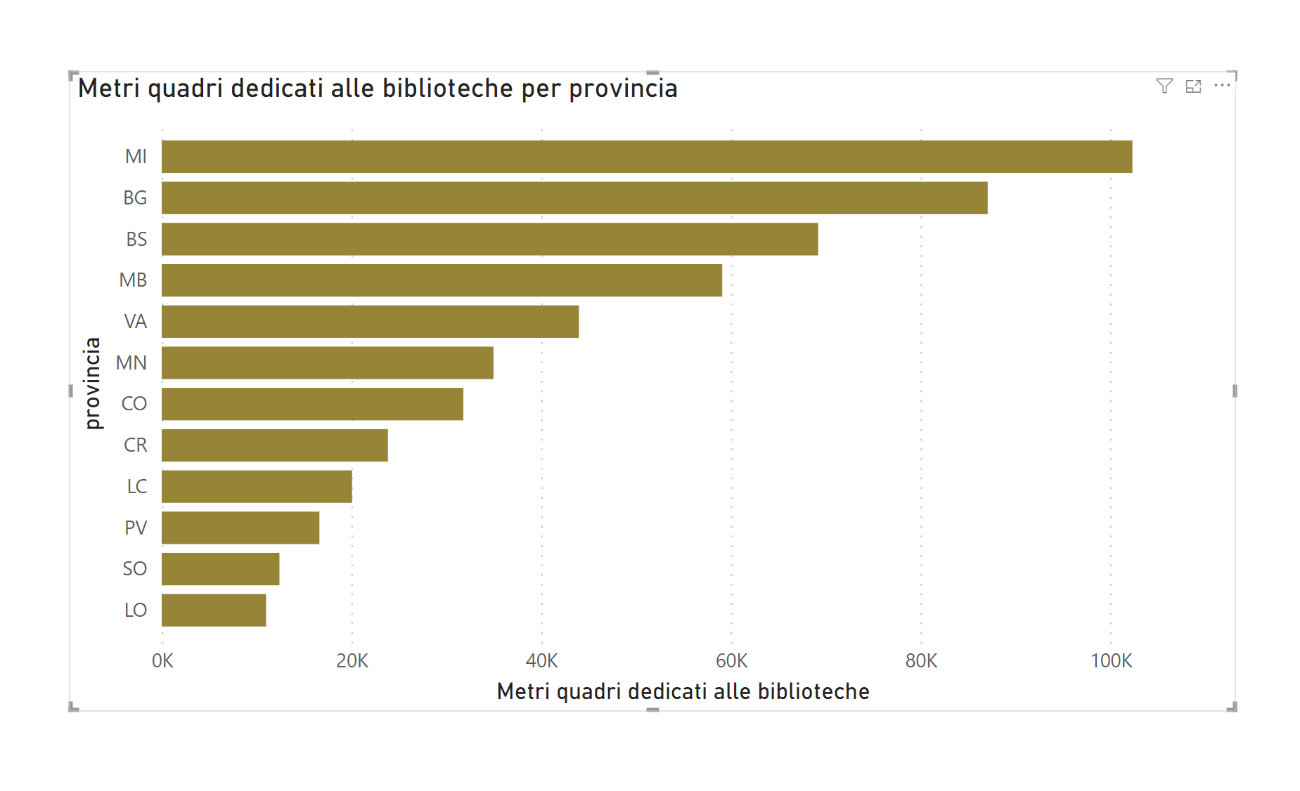 Metri quadri dedicati alle biblioteche per provincia
MI
BG
BS
MB
VA
MN
CO
CR
LC
PV
SO
LO
provincia
0K 20K 40K 60K 80K 100K
Metri quadri dedicati alle biblioteche